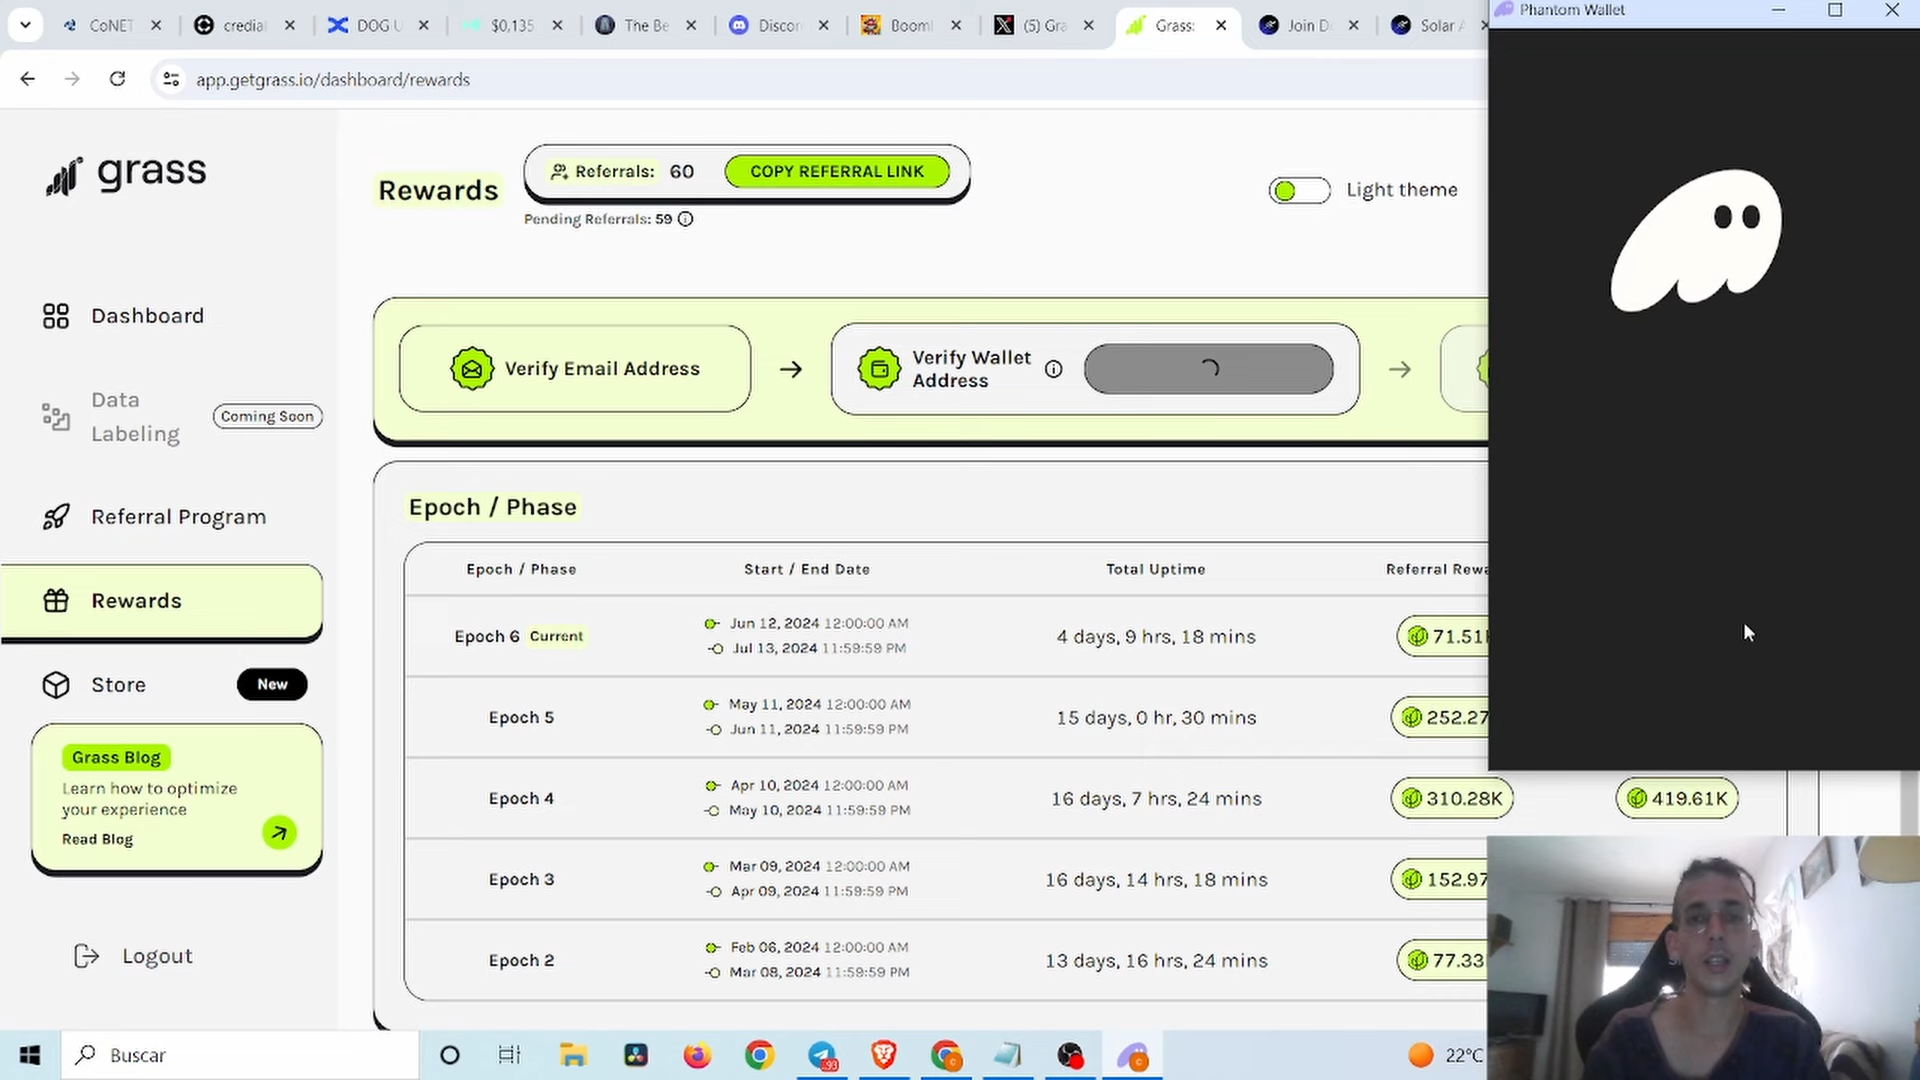 CoNET
credial
DOG U
$0,135
The Be
Discor
Boom!
(5) Gra
Grass:
Join D
Solar A
Phantom Wallet
app.getgrass.io/dashboard/rewards
grass
Rewards
Referrals: 60
COPY REFERRAL LINK
Pending Referrals: 59
Light theme
Dashboard
Data
Labeling
Coming Soon
Referral Program
Rewards
Store
New
Grass Blog
Learn how to optimize
your experience
Read Blog
Logout
Verify Email Address
Verify Wallet
Address
Epoch / Phase
Epoch / Phase
Start / End Date
Total Uptime
Referral Rewa
Epoch 6 Current
Jun 12, 2024 12:00:00 AM
Jul 13, 2024 11:59:59 PM
4 days, 9 hrs, 18 mins
71.51K
Epoch 5
May 11, 2024 12:00:00 AM
Jun 11, 2024 11:59:59 PM
15 days, 0 hr, 30 mins
252.27
Epoch 4
Apr 10, 2024 12:00:00 AM
May 10, 2024 11:59:59 PM
16 days, 7 hrs, 24 mins
310.28K
419.61K
Epoch 3
Mar 09, 2024 12:00:00 AM
Apr 09, 2024 11:59:59 PM
16 days, 14 hrs, 18 mins
152.97
Epoch 2
Feb 06, 2024 12:00:00 AM
Mar 08, 2024 11:59:59 PM
13 days, 16 hrs, 24 mins
77.33
Buscar
22°C